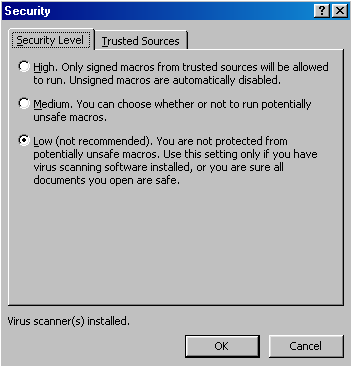 Security
Security Level Trusted Sources
High. Only signed macros from trusted sources will be allowed
to run. Unsigned macros are automatically disabled.
Medium. You can choose whether or not to run potentially
unsafe macros.
Low (not recommended). You are not protected from
potentially unsafe macros. Use this setting only if you have
virus scanning software installed, or you are sure all
documents you open are safe.
Virus scanner(s) installed.
OK Cancel